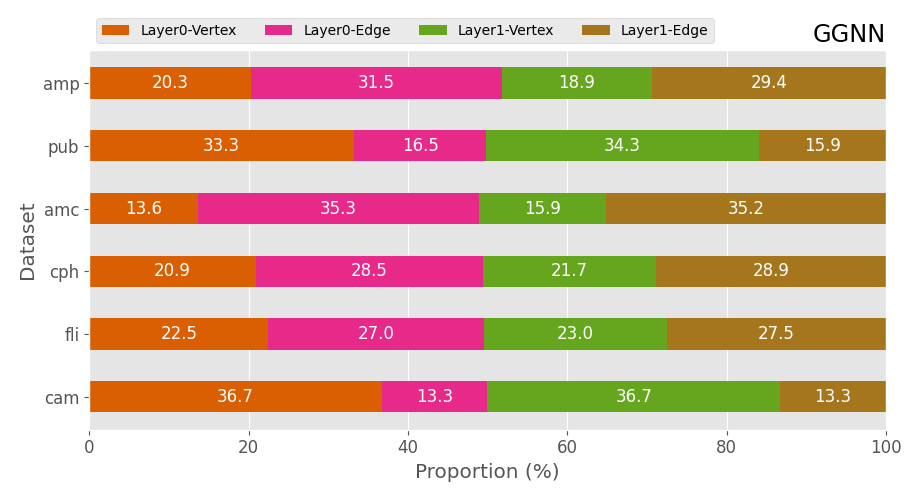 Layer0-Vertex Layer0-Edge Layer1-Vertex Layer1-Edge GGNN
amp 20.3 31.5 18.9 29.4
pub 33.3 16.5 34.3 15.9
amc 13.6 35.3 15.9 35.2
cph 20.9 28.5 21.7 28.9
fli 22.5 27.0 23.0 27.5
cam 36.7 13.3 36.7 13.3
Dataset
0 20 40 60 80 100
Proportion (%)